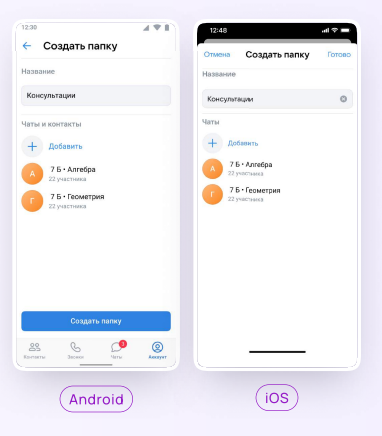 12:30
Создать папку
Название
Консультации
Чаты и контакты
Добавить
А
7 Б • Алгебра
22 участника
Г
7 Б • Геометрия
22 участника
Создать папку
Контакты
Звонки
Чаты
3
Аккаунт
Android
12:48
Отмена
Создать папку
Готово
Название
Консультации
Чаты
Добавить
А
7 Б • Алгебра
22 участника
Г
7 Б • Геометрия
22 участника
iOS